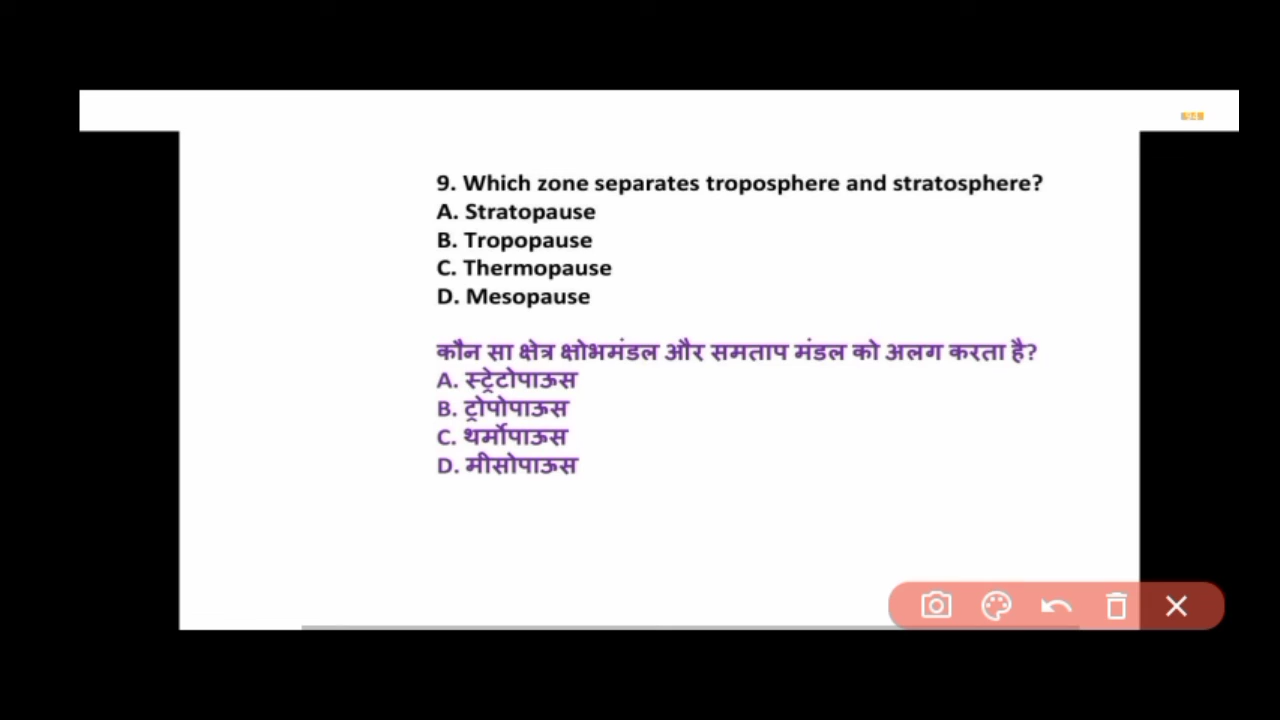 94
9. Which zone separates troposphere and stratosphere?
A. Stratopause
B. Tropopause
C. Thermopause
D. Mesopause
कौन सा क्षेत्र क्षोभमंडल और समताप मंडल को अलग करता है?
A. स्ट्रेटोपाऊस
B. ट्रोपोपाऊस
C. थर्मोपाऊस
D. मीसोपाऊस